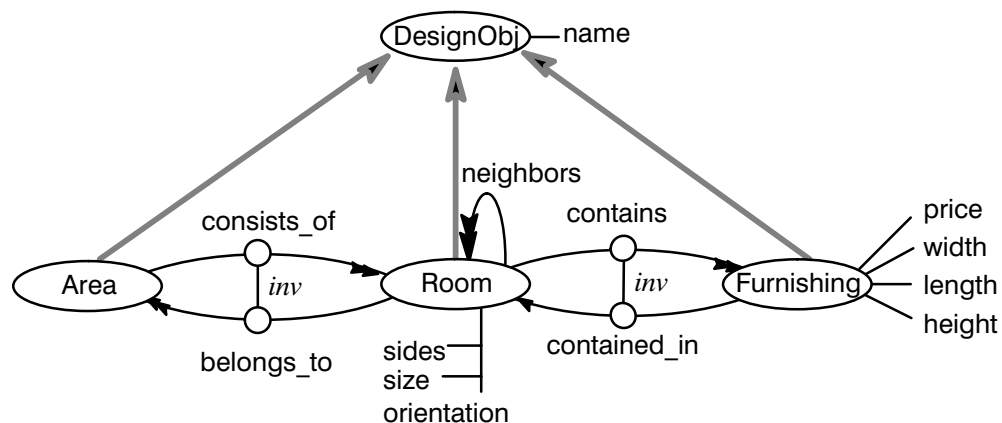 DesignObj
name
neighbors
consists_of
contains
price
width
Area
inv
Room
inv
Furnishing
length
height
belongs_to
sides
contained_in
size
orientation